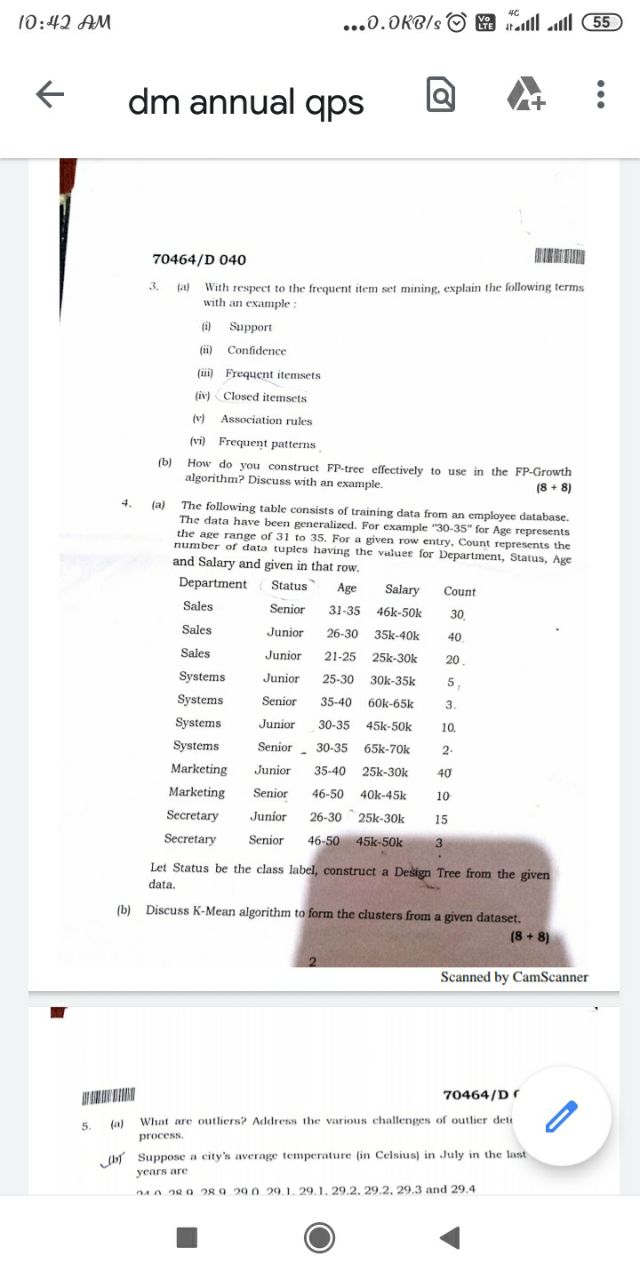 10:42 AM
...0.0KB/s Vo LTE 4G 55
dm annual qps
70464/D 040
3. (a) With respect to the frequent item set mining, explain the following terms
with an example :
(i) Support
(ii) Confidence
(iii) Frequent itemsets
(iv) Closed itemsets
(v) Association rules
(vi) Frequent patterns
(b) How do you construct FP-tree effectively to use in the FP-Growth
algorithm? Discuss with an example.
(8 + 8)
4. (a) The following table consists of training data from an employee database.
The data have been generalized. For example "30-35" for Age represents
the age range of 31 to 35. For a given row entry, Count represents the
number of data tuples having the values for Department, Status, Age
and Salary and given in that row.
Department Status Age Salary Count
Sales Senior 31-35 46k-50k 30
Sales Junior 26-30 35k-40k 40
Sales Junior 21-25 25k-30k 20
Systems Junior 25-30 30k-35k 5
Systems Senior 35-40 60k-65k 3
Systems Junior 30-35 45k-50k 10
Systems Senior 30-35 65k-70k 2
Marketing Junior 35-40 25k-30k 40
Marketing Senior 46-50 40k-45k 10
Secretary Junior 26-30 25k-30k 15
Secretary Senior 46-50 45k-50k 3
Let Status be the class label, construct a Design Tree from the given
data.
(b) Discuss K-Mean algorithm to form the clusters from a given dataset.
(8 + 8)
2
Scanned by CamScanner
70464/D
5. (a) What are outliers? Address the various challenges of outlier
process.
(b) Suppose a city's average temperature (in Celsius) in July in the last
years are
28.9, 28.9, 29.0, 29.1, 29.1, 29.2, 29.2, 29.3 and 29.4